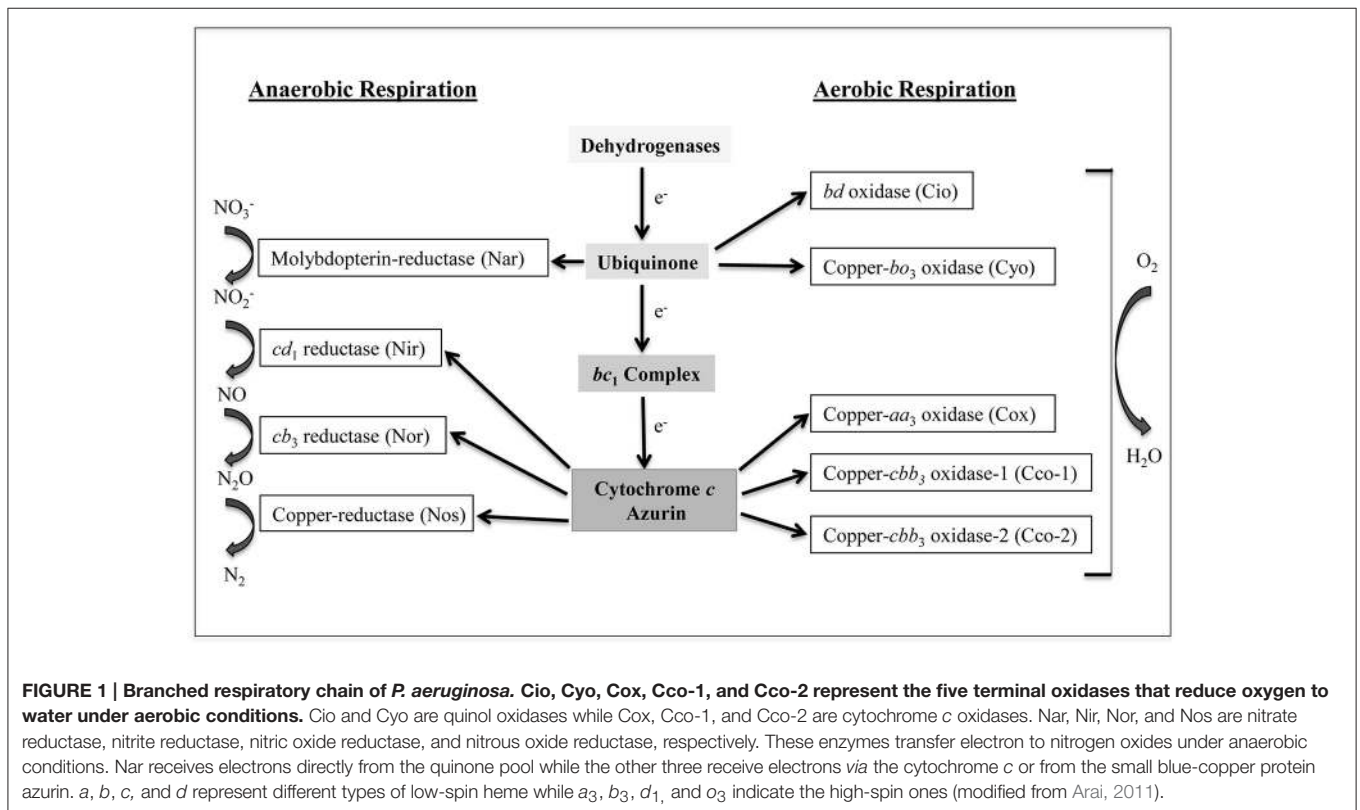 Anaerobic Respiration
Aerobic Respiration
Dehydrogenases
e-
Ubiquinone
e-
bc1 Complex
e-
Cytochrome c
Azurin
NO3-
Molybdopterin-reductase (Nar)
NO2-
cd1 reductase (Nir)
NO
cb3 reductase (Nor)
N2O
Copper-reductase (Nos)
N2
bd oxidase (Cio)
Copper-bo3 oxidase (Cyo)
Copper-aa3 oxidase (Cox)
Copper-cbb3 oxidase-1 (Cco-1)
Copper-cbb3 oxidase-2 (Cco-2)
O2
H2O
FIGURE 1 | Branched respiratory chain of P. aeruginosa. Cio, Cyo, Cox, Cco-1, and Cco-2 represent the five terminal oxidases that reduce oxygen to
water under aerobic conditions. Cio and Cyo are quinol oxidases while Cox, Cco-1, and Cco-2 are cytochrome c oxidases. Nar, Nir, Nor, and Nos are nitrate
reductase, nitrite reductase, nitric oxide reductase, and nitrous oxide reductase, respectively. These enzymes transfer electron to nitrogen oxides under anaerobic
conditions. Nar receives electrons directly from the quinone pool while the other three receive electrons via the cytochrome c or from the small blue-copper protein
azurin. a, b, c, and d represent different types of low-spin heme while a3, b3, d1, and o3 indicate the high-spin ones (modified from Arai, 2011).